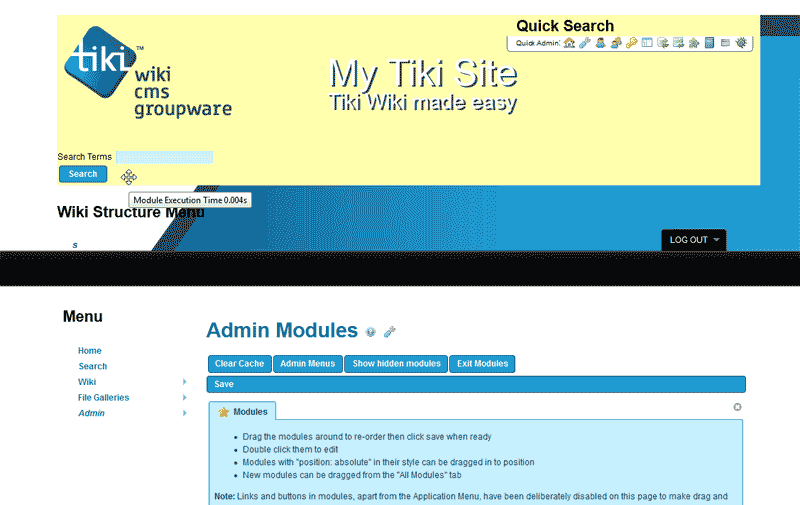 Quick Search
Quick Admin:
tiki™
wiki
cms
groupware
My Tiki Site
Tiki Wiki made easy
Search Terms
Search
Module Execution Time 0.004s
Wiki Structure Menu
s
LOG OUT
Menu
Admin Modules
Home
Search
Wiki
File Galleries
Admin
Clear Cache
Admin Menus
Show hidden modules
Exit Modules
Save
Modules
Drag the modules around to re-order then click save when ready
Double click them to edit
Modules with "position: absolute" in their style can be dragged in to position
New modules can be dragged from the "All Modules" tab
Note: Links and buttons in modules, apart from the Application Menu, have been deliberately disabled on this page to make drag and